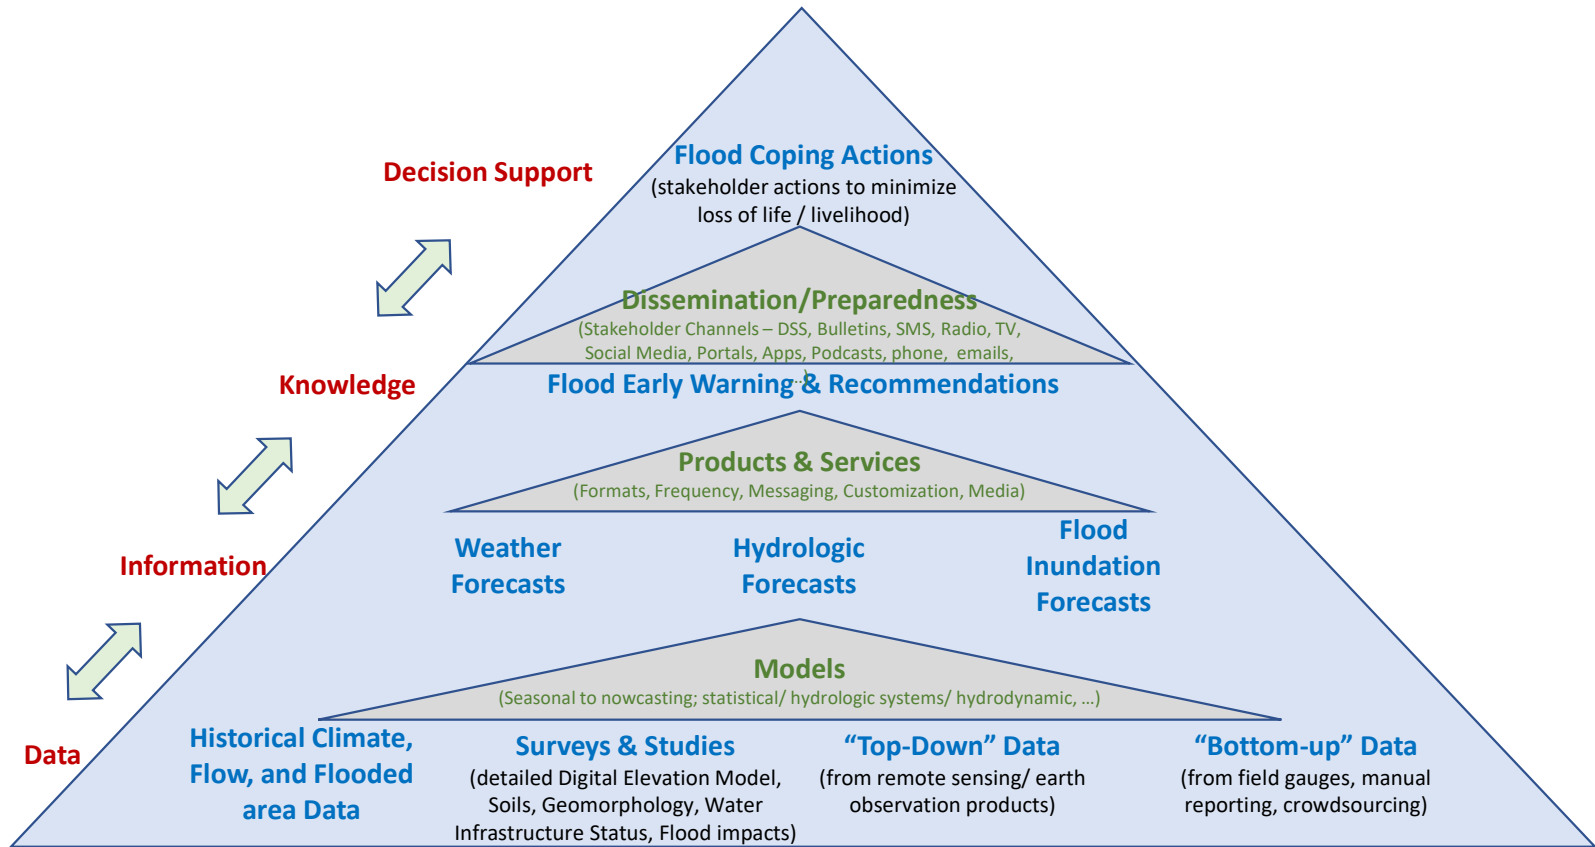 Decision Support
Flood Coping Actions
(stakeholder actions to minimize
loss of life / livelihood)
Dissemination/Preparedness
(Stakeholder Channels – DSS, Bulletins, SMS, Radio, TV,
Social Media, Portals, Apps, Podcasts, phone, emails,
...)
Knowledge
Flood Early Warning & Recommendations
Products & Services
(Formats, Frequency, Messaging, Customization, Media)
Information
Weather
Forecasts
Hydrologic
Forecasts
Flood
Inundation
Forecasts
Models
(Seasonal to nowcasting; statistical/ hydrologic systems/ hydrodynamic, ...)
Data
Historical Climate,
Flow, and Flooded
area Data
Surveys & Studies
(detailed Digital Elevation Model,
Soils, Geomorphology, Water
Infrastructure Status, Flood impacts)
“Top-Down” Data
(from remote sensing/ earth
observation products)
“Bottom-up” Data
(from field gauges, manual
reporting, crowdsourcing)